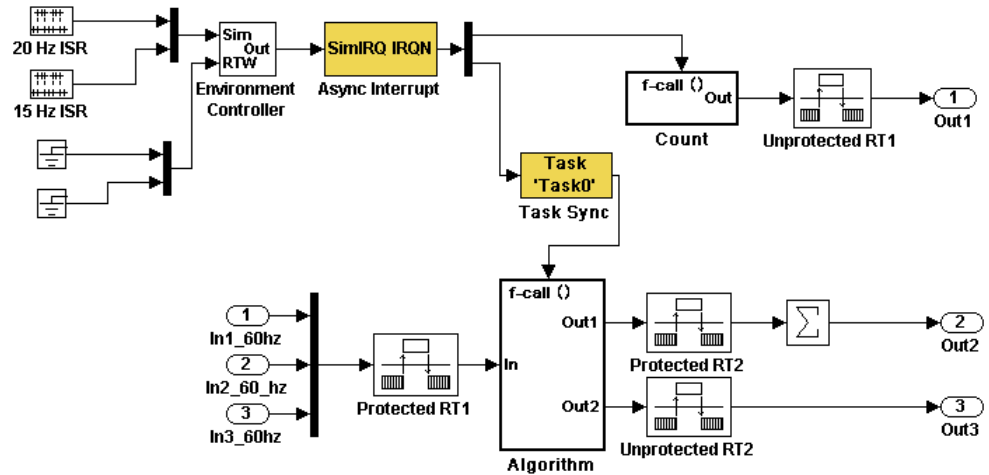 20 Hz ISR
15 Hz ISR
Sim
Out
RTW
Environment
Controller
SimIRQ IRQN
Async Interrupt
f-call ()
Out
Count
Unprotected RT1
1
Out1
Task
'Task0'
Task Sync
1
In1_60hz
2
In2_60_hz
3
In3_60hz
Protected RT1
f-call ()
In
Out1
Out2
Algorithm
Protected RT2
Σ
2
Out2
Unprotected RT2
3
Out3